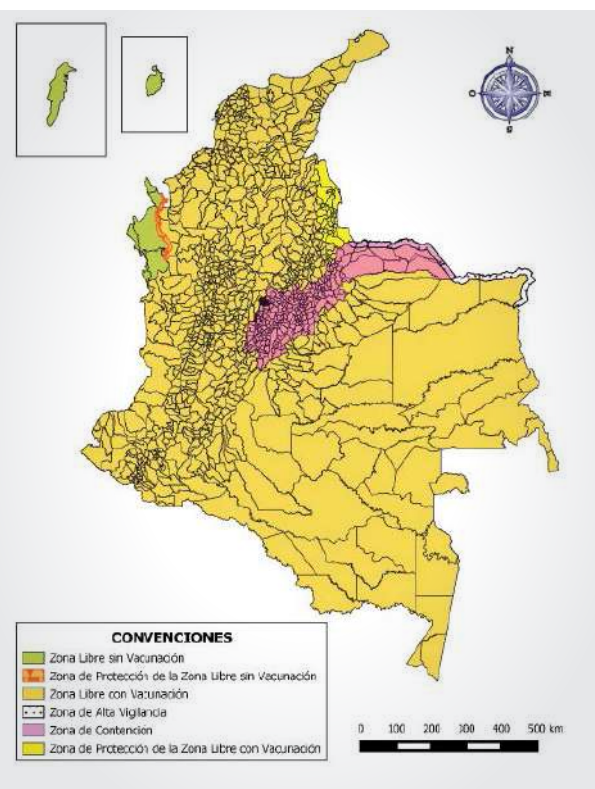 N
O
E
S
CONVENCIONES
Zona Libre sin Vacunación
Zona de Protección de la Zona Libre sin Vacunación
Zona Libre con Vacunación
Zona de Alta Vigilancia
Zona de Contención
Zona de Protección de la Zona Libre con Vacunación
0 100 200 300 400 500 km